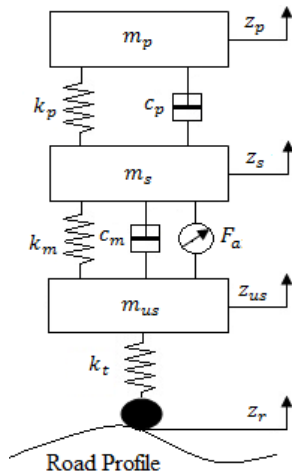 z_p
m_p
k_p
c_p
z_s
m_s
k_m
c_m
F_a
z_us
m_us
k_t
z_r
Road Profile